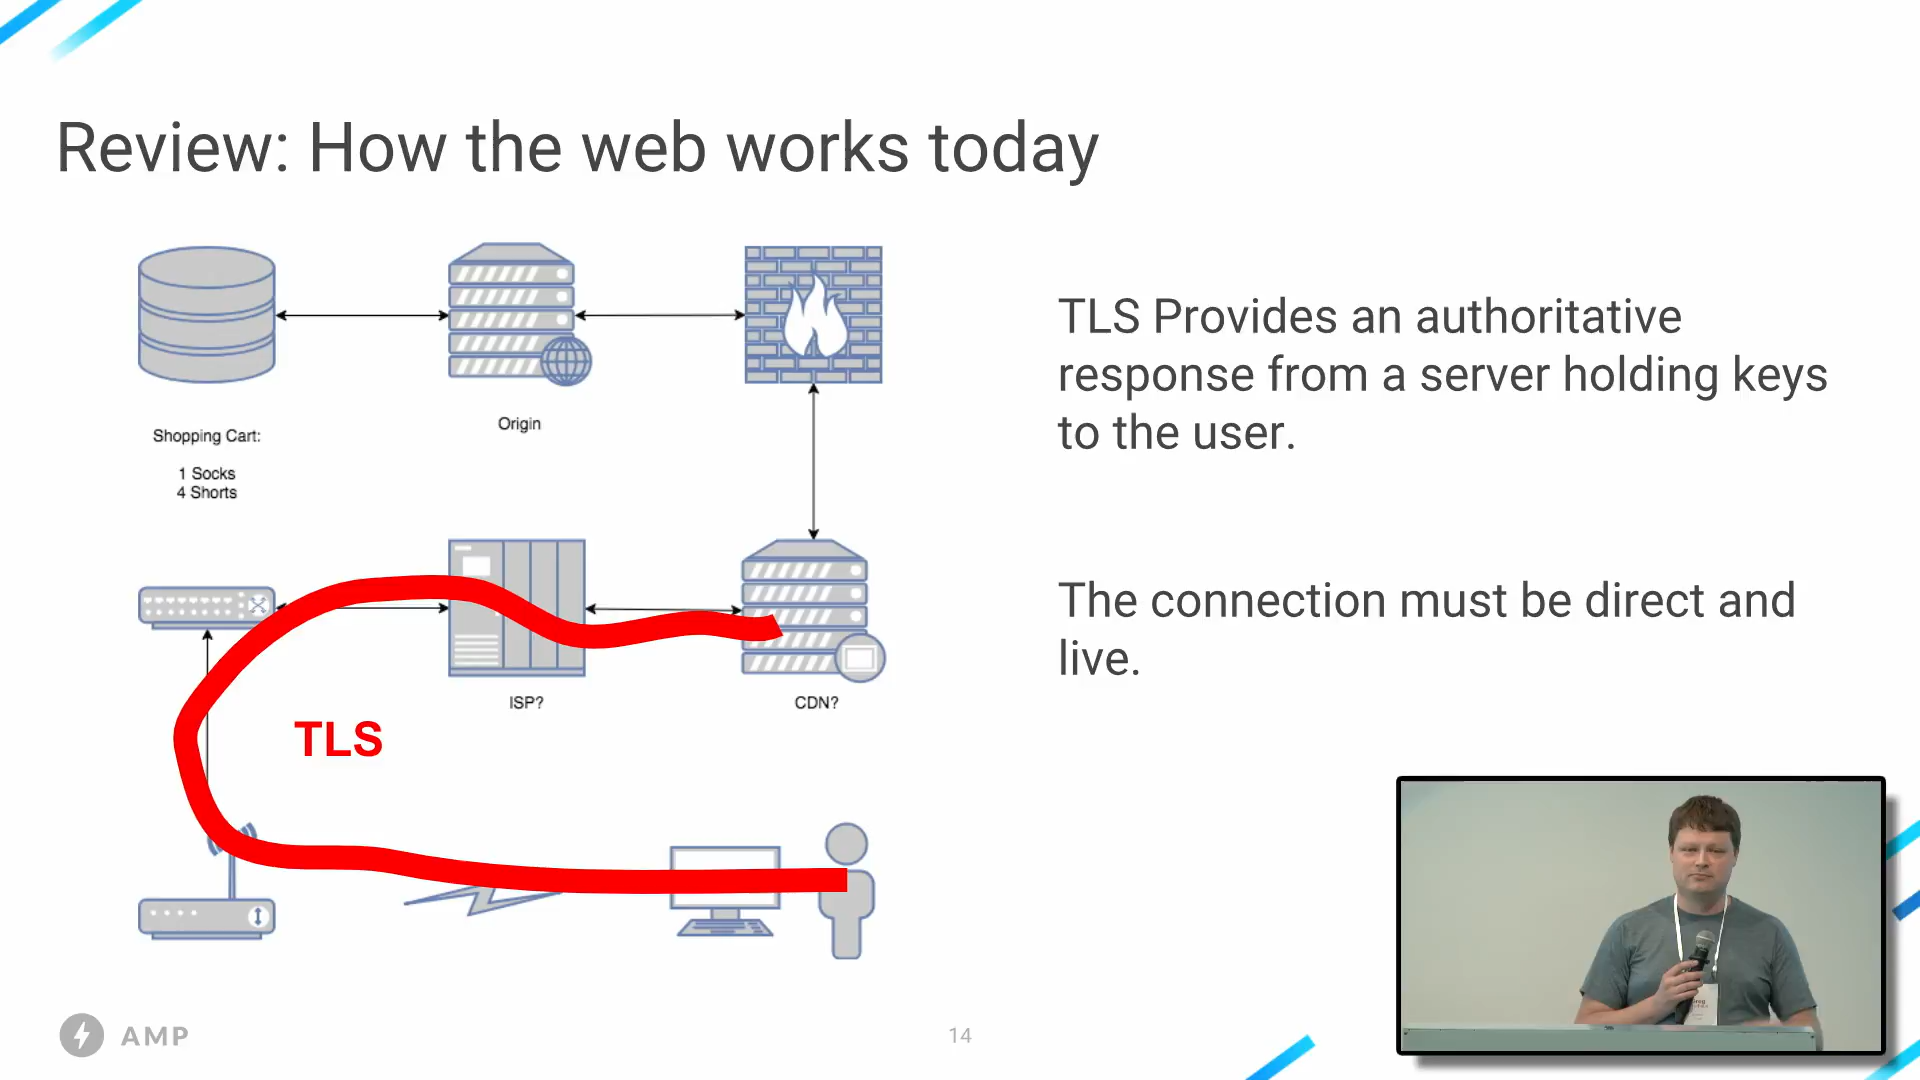 Review: How the web works today
Shopping Cart:
1 Socks
4 Shorts
Origin
TLS Provides an authoritative
response from a server holding keys
to the user.
The connection must be direct and
live.
ISP?
CDN?
TLS
AMP
14